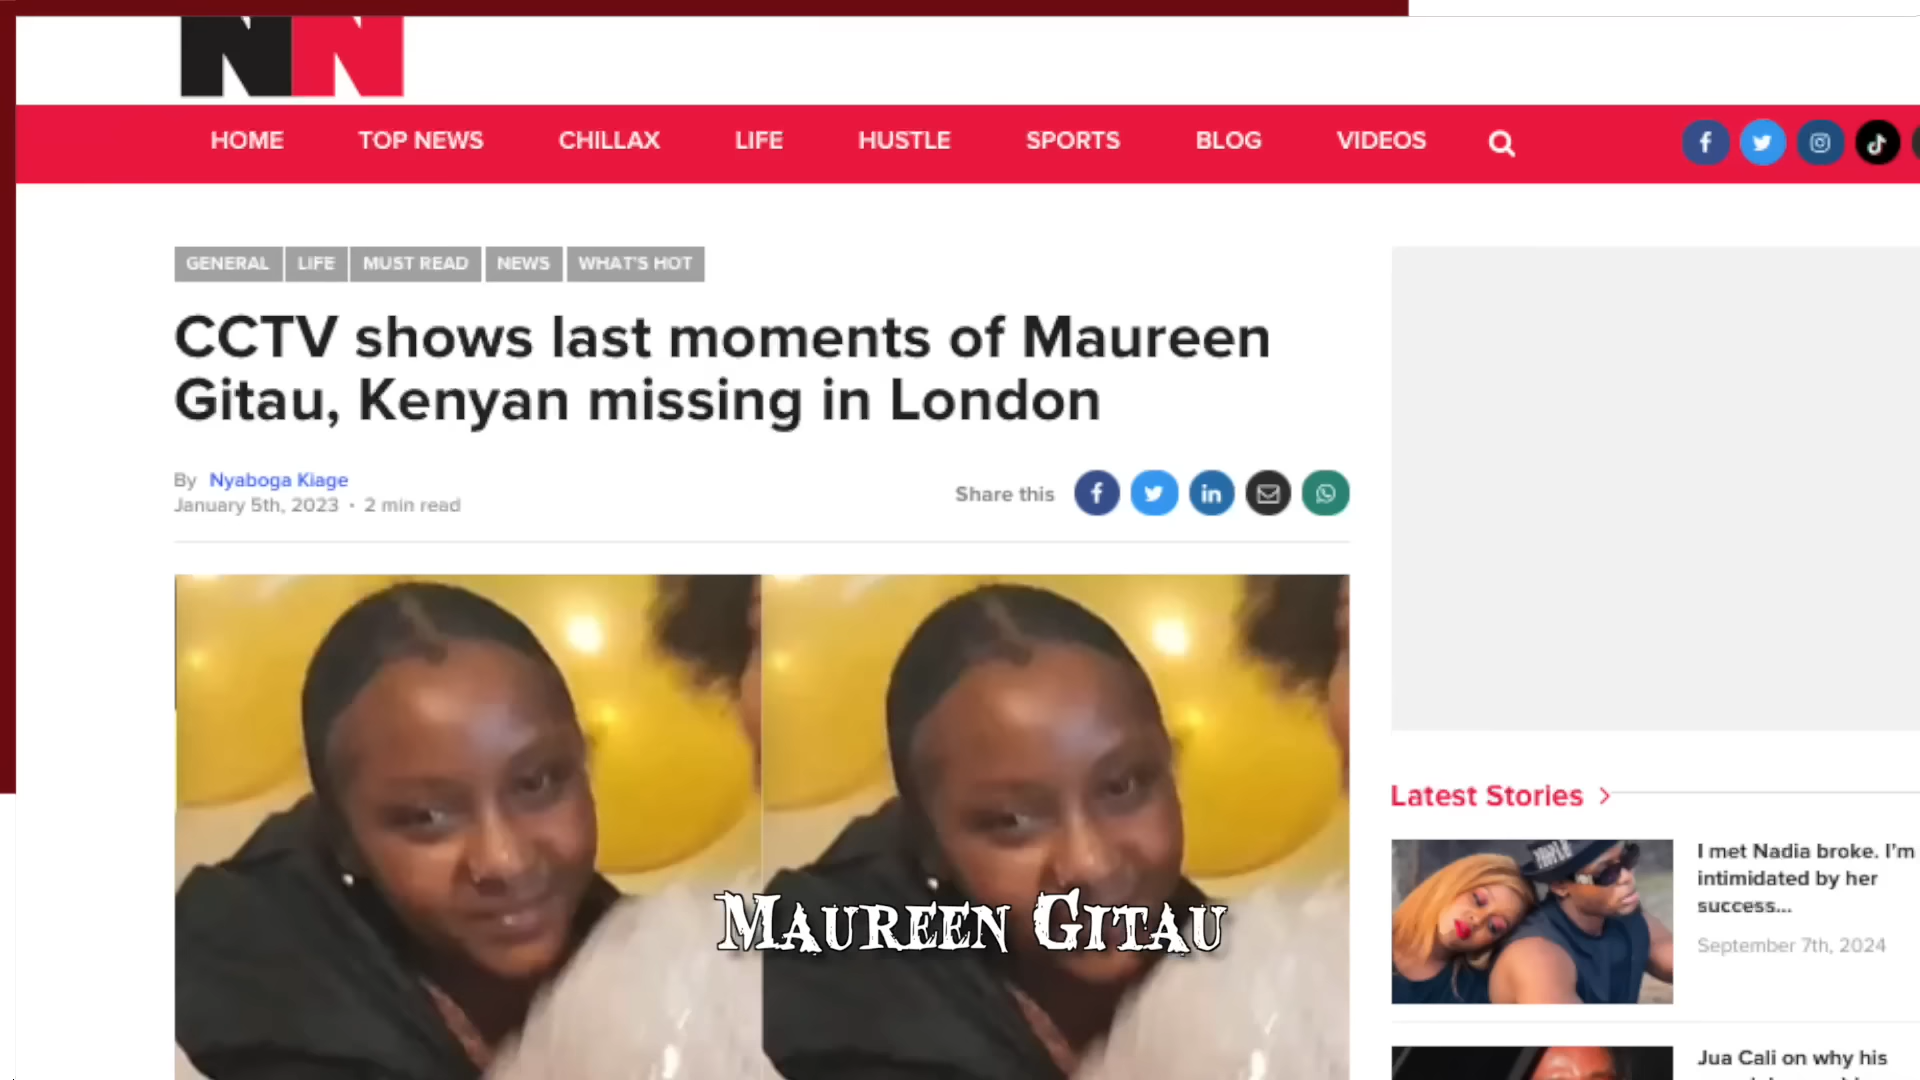 NN
HOME TOP NEWS CHILLAX LIFE HUSTLE SPORTS BLOG VIDEOS
GENERAL LIFE MUST READ NEWS WHAT'S HOT
CCTV shows last moments of Maureen
Gitau, Kenyan missing in London
By Nyaboga Kiage
January 5th, 2023 • 2 min read
Share this
MAUREEN GITAU
Latest Stories
I met Nadia broke. I'm
intimidated by her
success...
September 7th, 2024
Jua Cali on why his